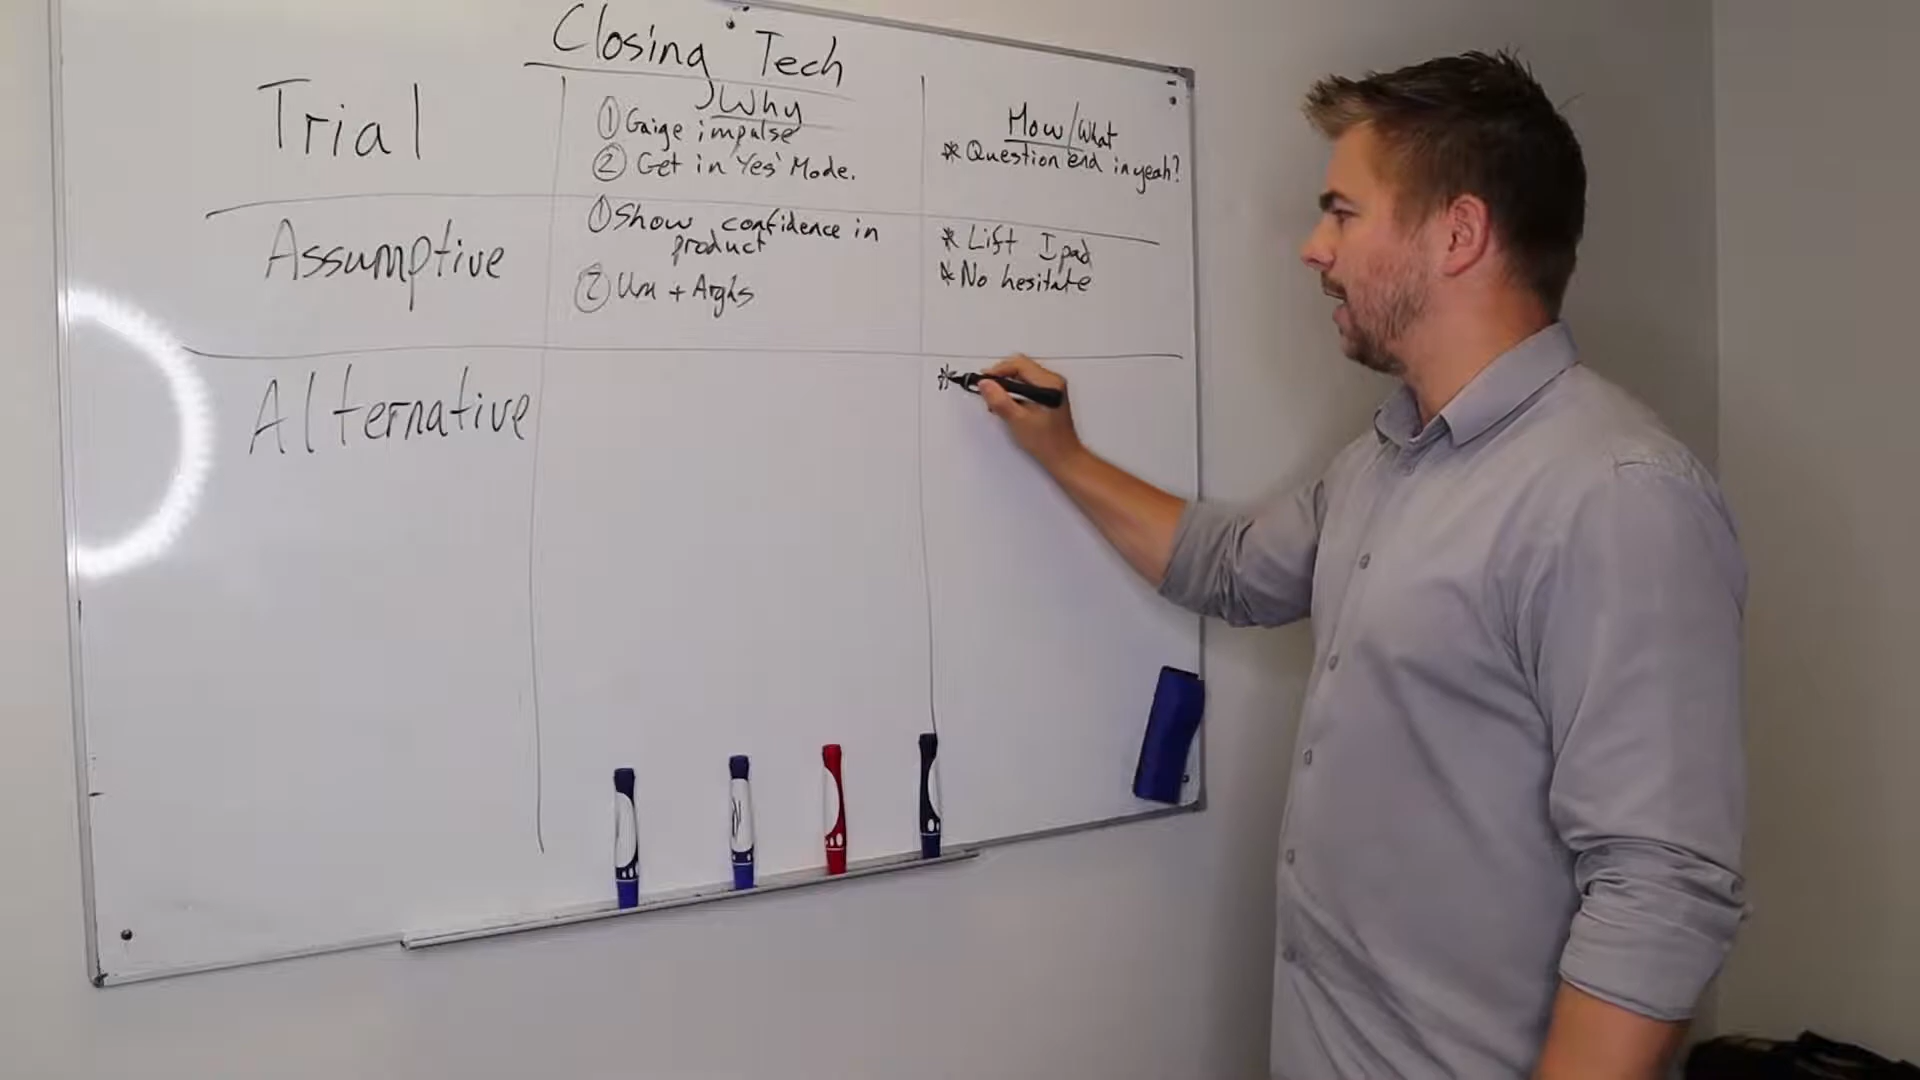 Closing Tech
Trial
Why
① Gaige impulse
② Get in 'Yes' Mode.
How/What
* Question end in yeah?
Assumptive
① Show confidence in
product
② Um + Arghs
* Lift Ipad
* No hesitate
Alternative
*